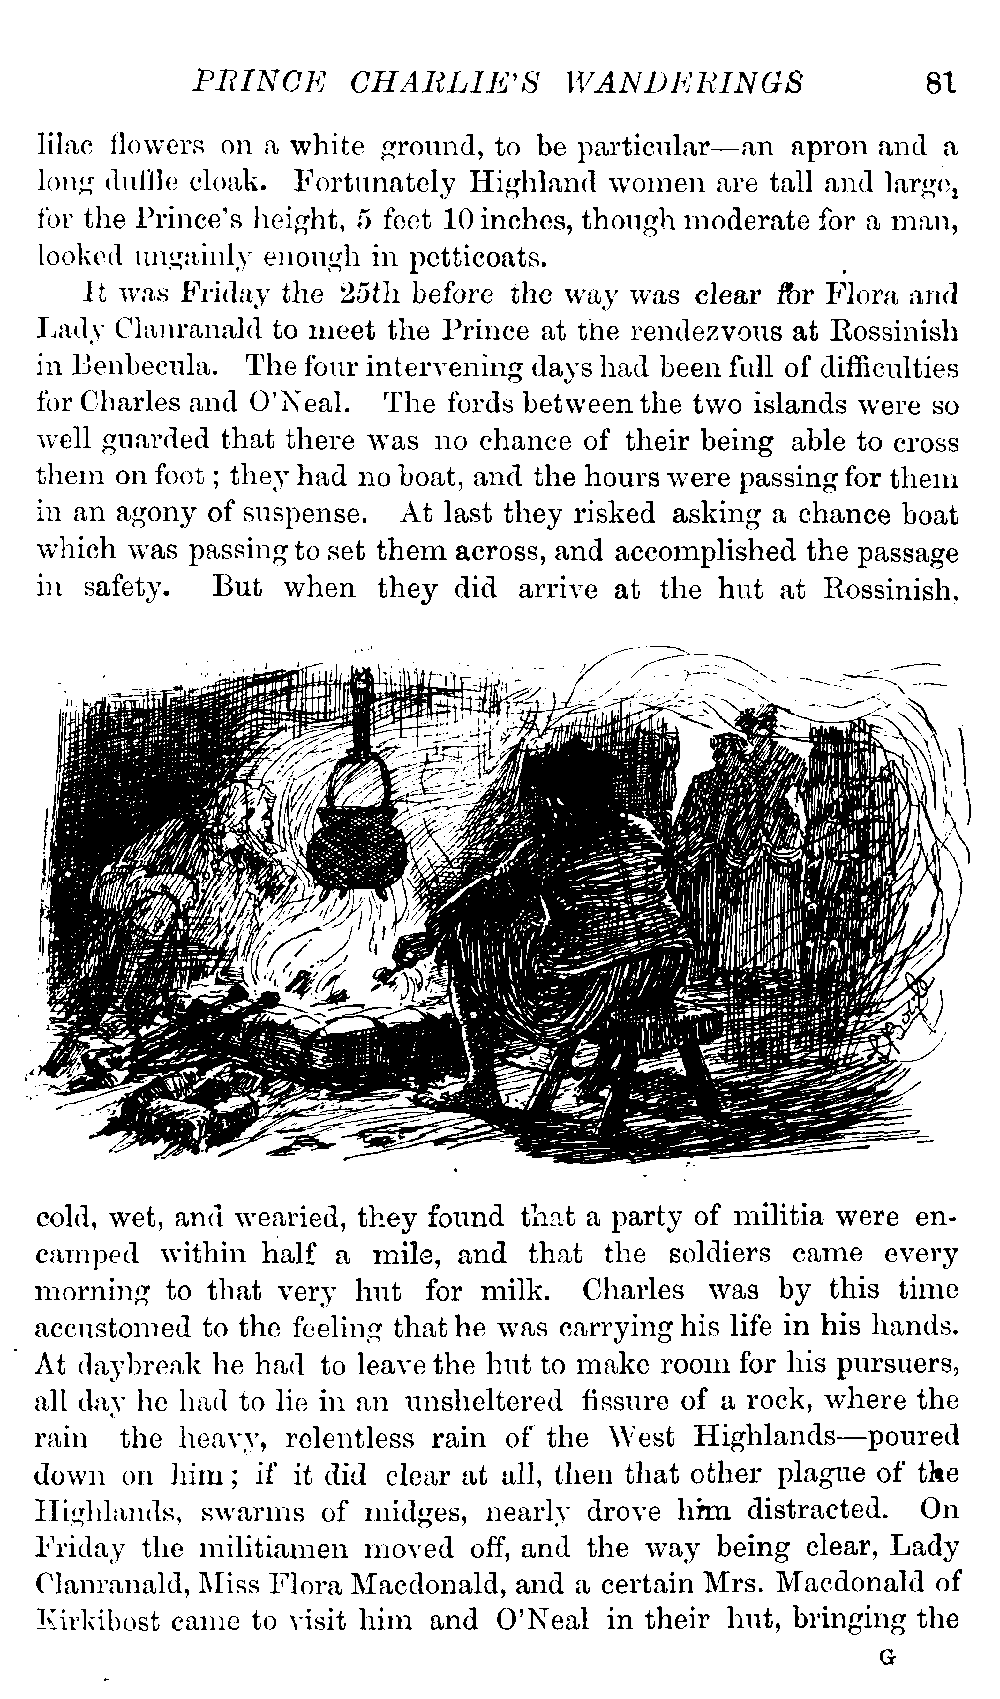 PRINCE CHARLIE'S WANDERINGS 81
lilac flowers on a white ground, to be particular—an apron and a
long duffle cloak. Fortunately Highland women are tall and large,
for the Prince's height, 5 feet 10 inches, though moderate for a man,
looked ungainly enough in petticoats.
It was Friday the 25th before the way was clear for Flora and
Lady Clanranald to meet the Prince at the rendezvous at Rossinish
in Benbecula. The four intervening days had been full of difficulties
for Charles and O'Neal. The fords between the two islands were so
well guarded that there was no chance of their being able to cross
them on foot; they had no boat, and the hours were passing for them
in an agony of suspense. At last they risked asking a chance boat
which was passing to set them across, and accomplished the passage
in safety. But when they did arrive at the hut at Rossinish,
cold, wet, and wearied, they found that a party of militia were en-
camped within half a mile, and that the soldiers came every
morning to that very hut for milk. Charles was by this time
accustomed to the feeling that he was carrying his life in his hands.
At daybreak he had to leave the hut to make room for his pursuers,
all day he had to lie in an unsheltered fissure of a rock, where the
rain the heavy, relentless rain of the West Highlands—poured
down on him; if it did clear at all, then that other plague of the
Highlands, swarms of midges, nearly drove him distracted. On
Friday the militiamen moved off, and the way being clear, Lady
Clanranald, Miss Flora Macdonald, and a certain Mrs. Macdonald of
Kirkibost came to visit him and O'Neal in their hut, bringing the
G